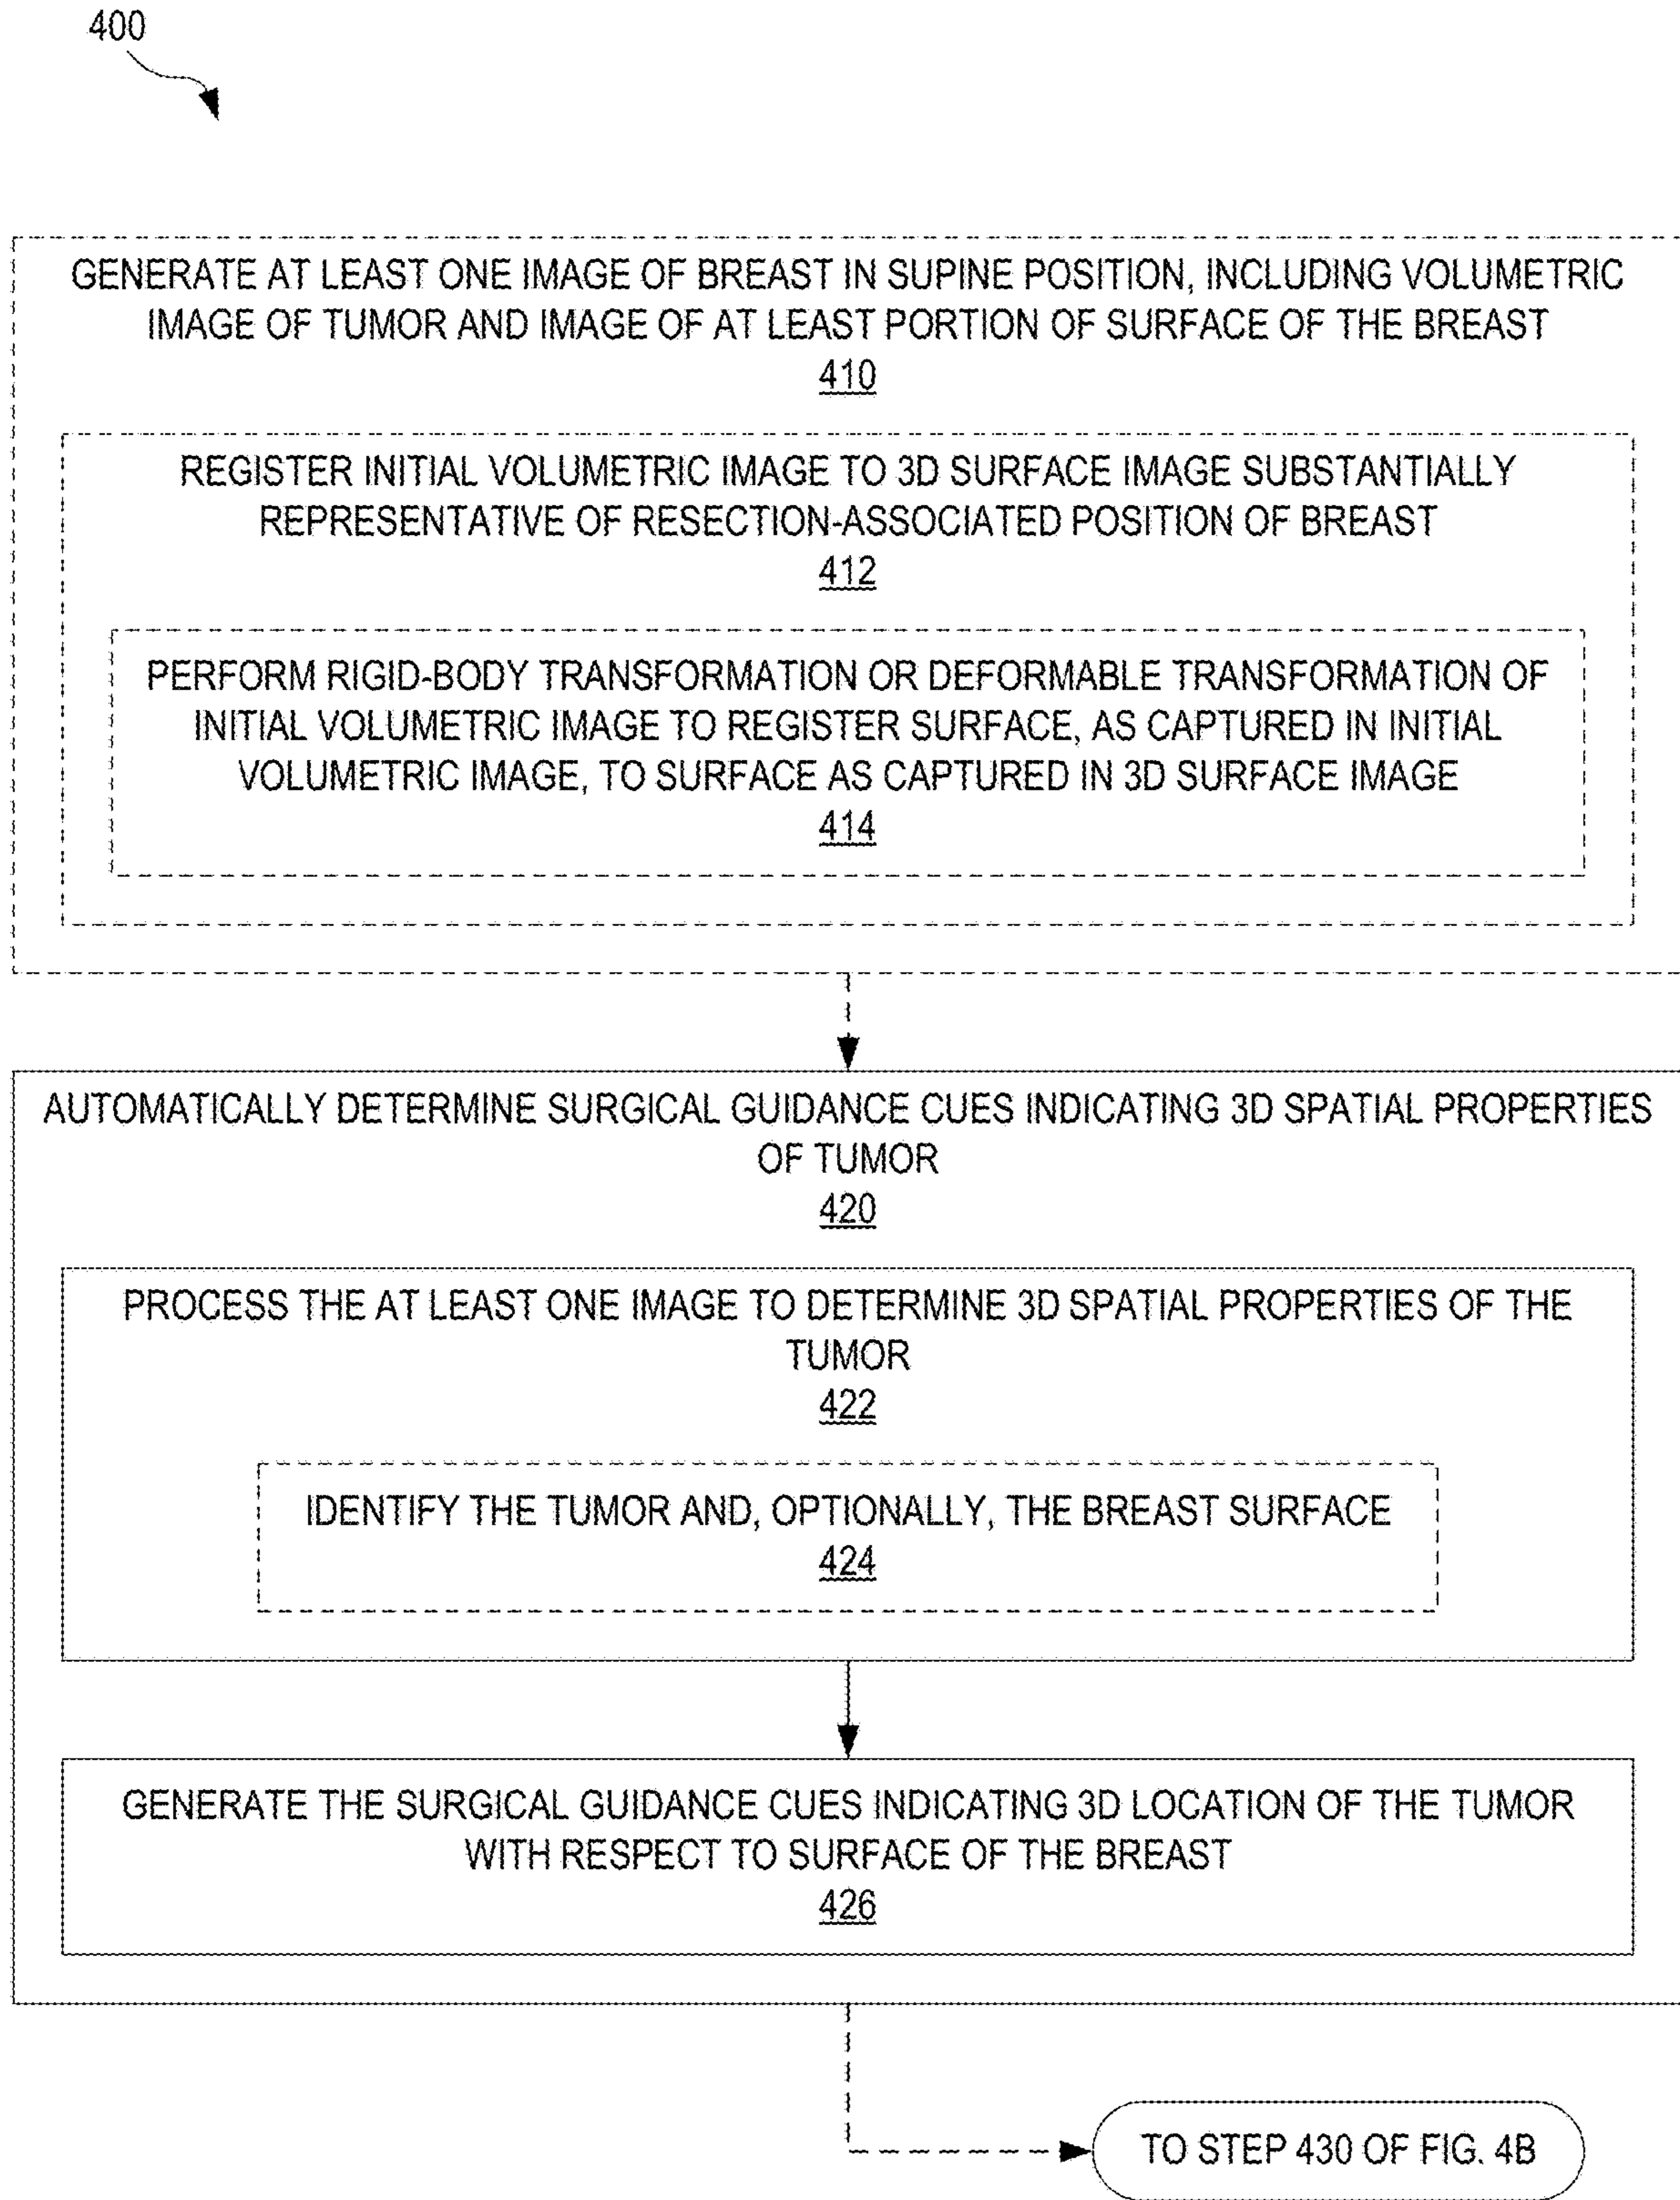 400
GENERATE AT LEAST ONE IMAGE OF BREAST IN SUPINE POSITION, INCLUDING VOLUMETRIC
IMAGE OF TUMOR AND IMAGE OF AT LEAST PORTION OF SURFACE OF THE BREAST
410
REGISTER INITIAL VOLUMETRIC IMAGE TO 3D SURFACE IMAGE SUBSTANTIALLY
REPRESENTATIVE OF RESECTION-ASSOCIATED POSITION OF BREAST
412
PERFORM RIGID-BODY TRANSFORMATION OR DEFORMABLE TRANSFORMATION OF
INITIAL VOLUMETRIC IMAGE TO REGISTER SURFACE, AS CAPTURED IN INITIAL
VOLUMETRIC IMAGE, TO SURFACE AS CAPTURED IN 3D SURFACE IMAGE
414
AUTOMATICALLY DETERMINE SURGICAL GUIDANCE CUES INDICATING 3D SPATIAL PROPERTIES
OF TUMOR
420
PROCESS THE AT LEAST ONE IMAGE TO DETERMINE 3D SPATIAL PROPERTIES OF THE
TUMOR
422
IDENTIFY THE TUMOR AND, OPTIONALLY, THE BREAST SURFACE
424
GENERATE THE SURGICAL GUIDANCE CUES INDICATING 3D LOCATION OF THE TUMOR
WITH RESPECT TO SURFACE OF THE BREAST
426
TO STEP 430 OF FIG. 4B